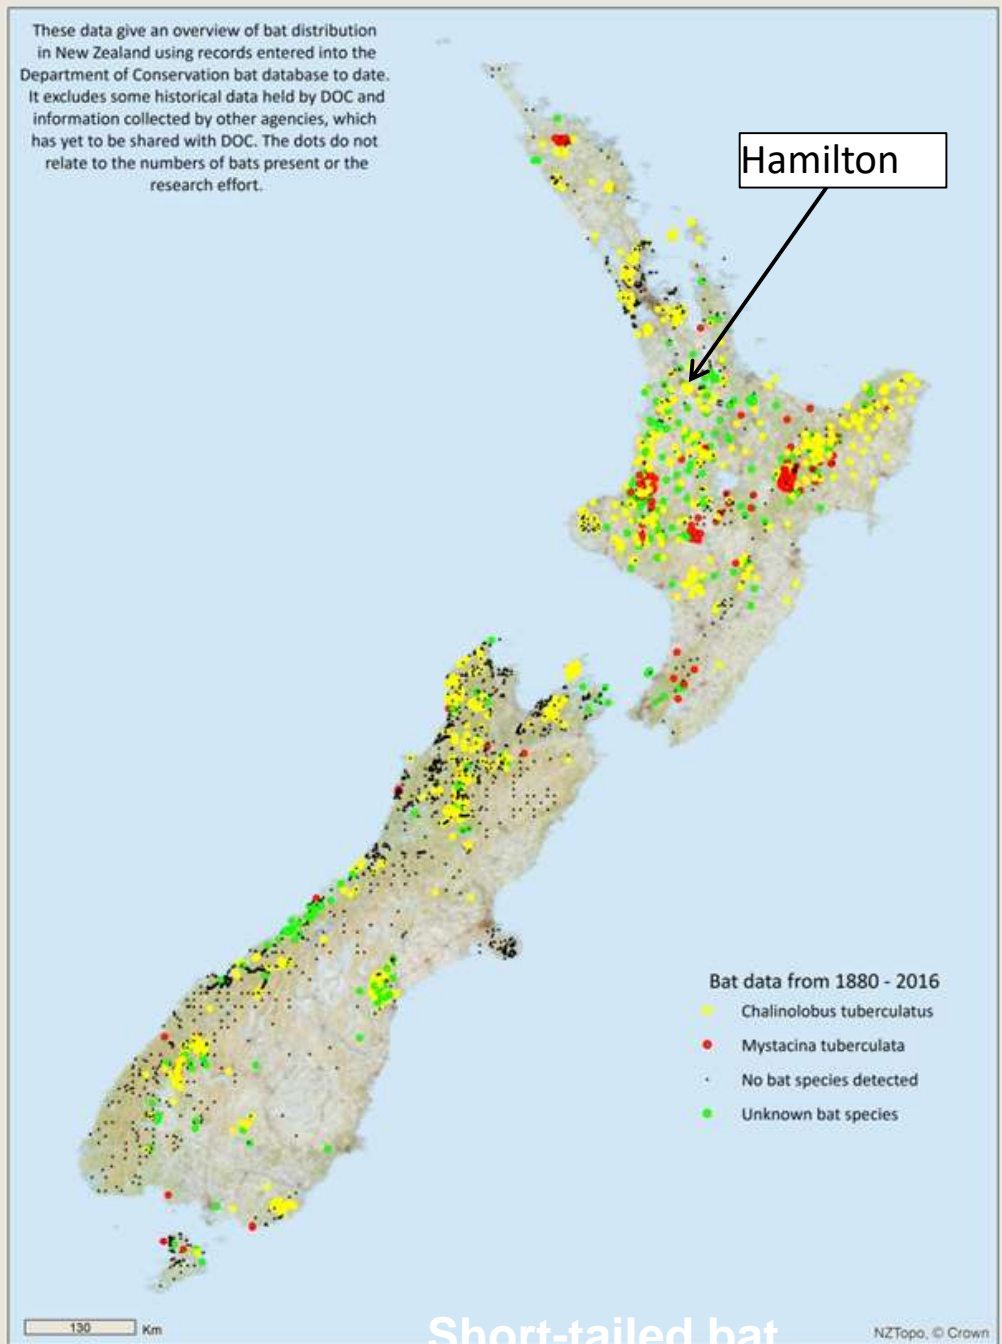 These data give an overview of bat distribution
in New Zealand using records entered into the
Department of Conservation bat database to date.
It excludes some historical data held by DOC and
information collected by other agencies, which
has yet to be shared with DOC. The dots do not
relate to the numbers of bats present or the
research effort.
Hamilton
Bat data from 1880 - 2016
Chalinolobus tuberculatus
Mystacina tuberculata
No bat species detected
Unknown bat species
130 Km
Short-tailed bat
NZTopo, © Crown